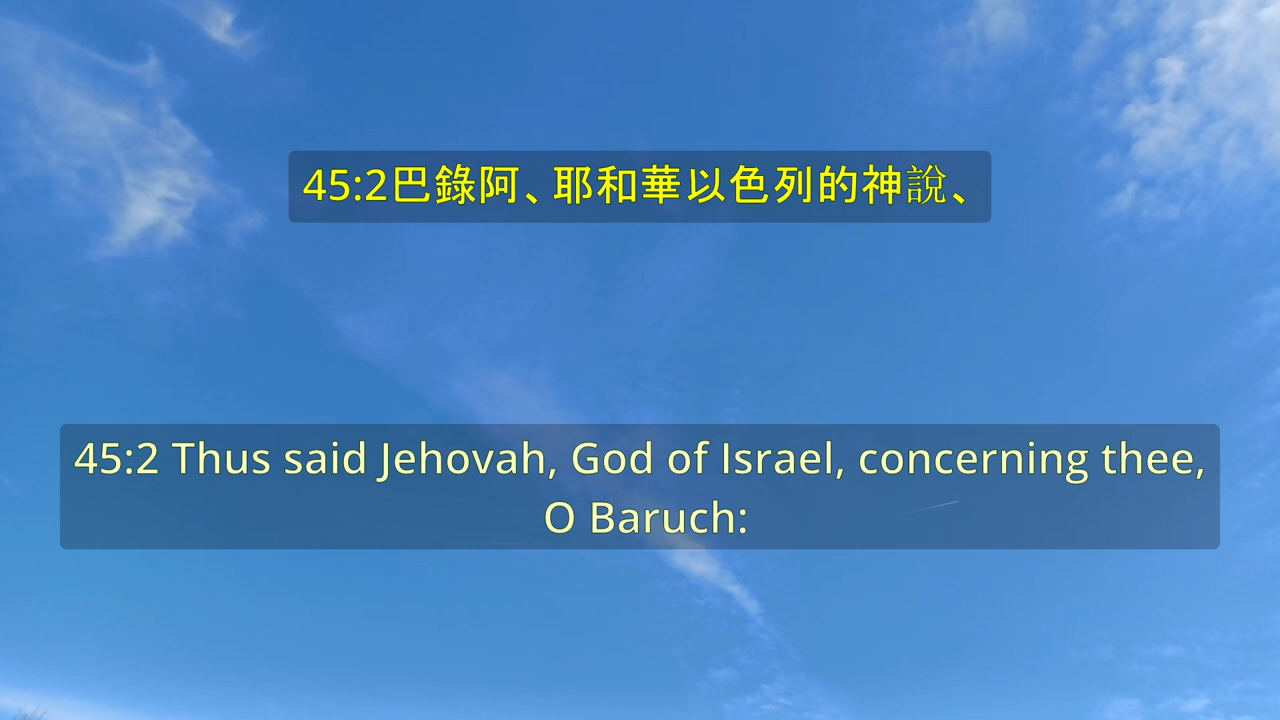 45:2巴錄阿、耶和華以色列的神說、
45:2 Thus said Jehovah, God of Israel, concerning thee,
O Baruch: